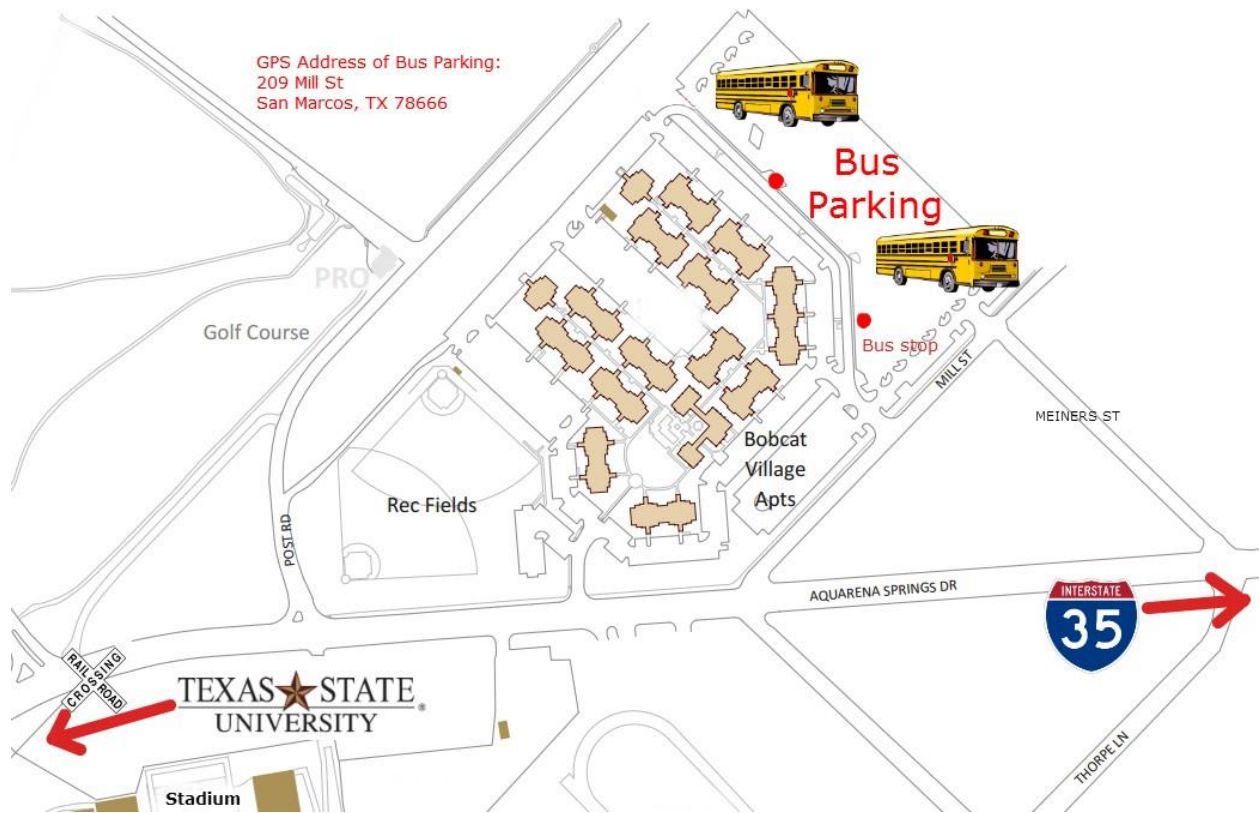 GPS Address of Bus Parking:
209 Mill St
San Marcos, TX 78666
Bus
Parking
PRO
Golf Course
Bus stop
MILL ST
MEINERS ST
Bobcat
Village
Apts
Rec Fields
POST RD
AQUARENA SPRINGS DR
INTERSTATE
35
RAIL ROAD
CROSSING
TEXAS STATE
UNIVERSITY
®
THORPE LN
Stadium